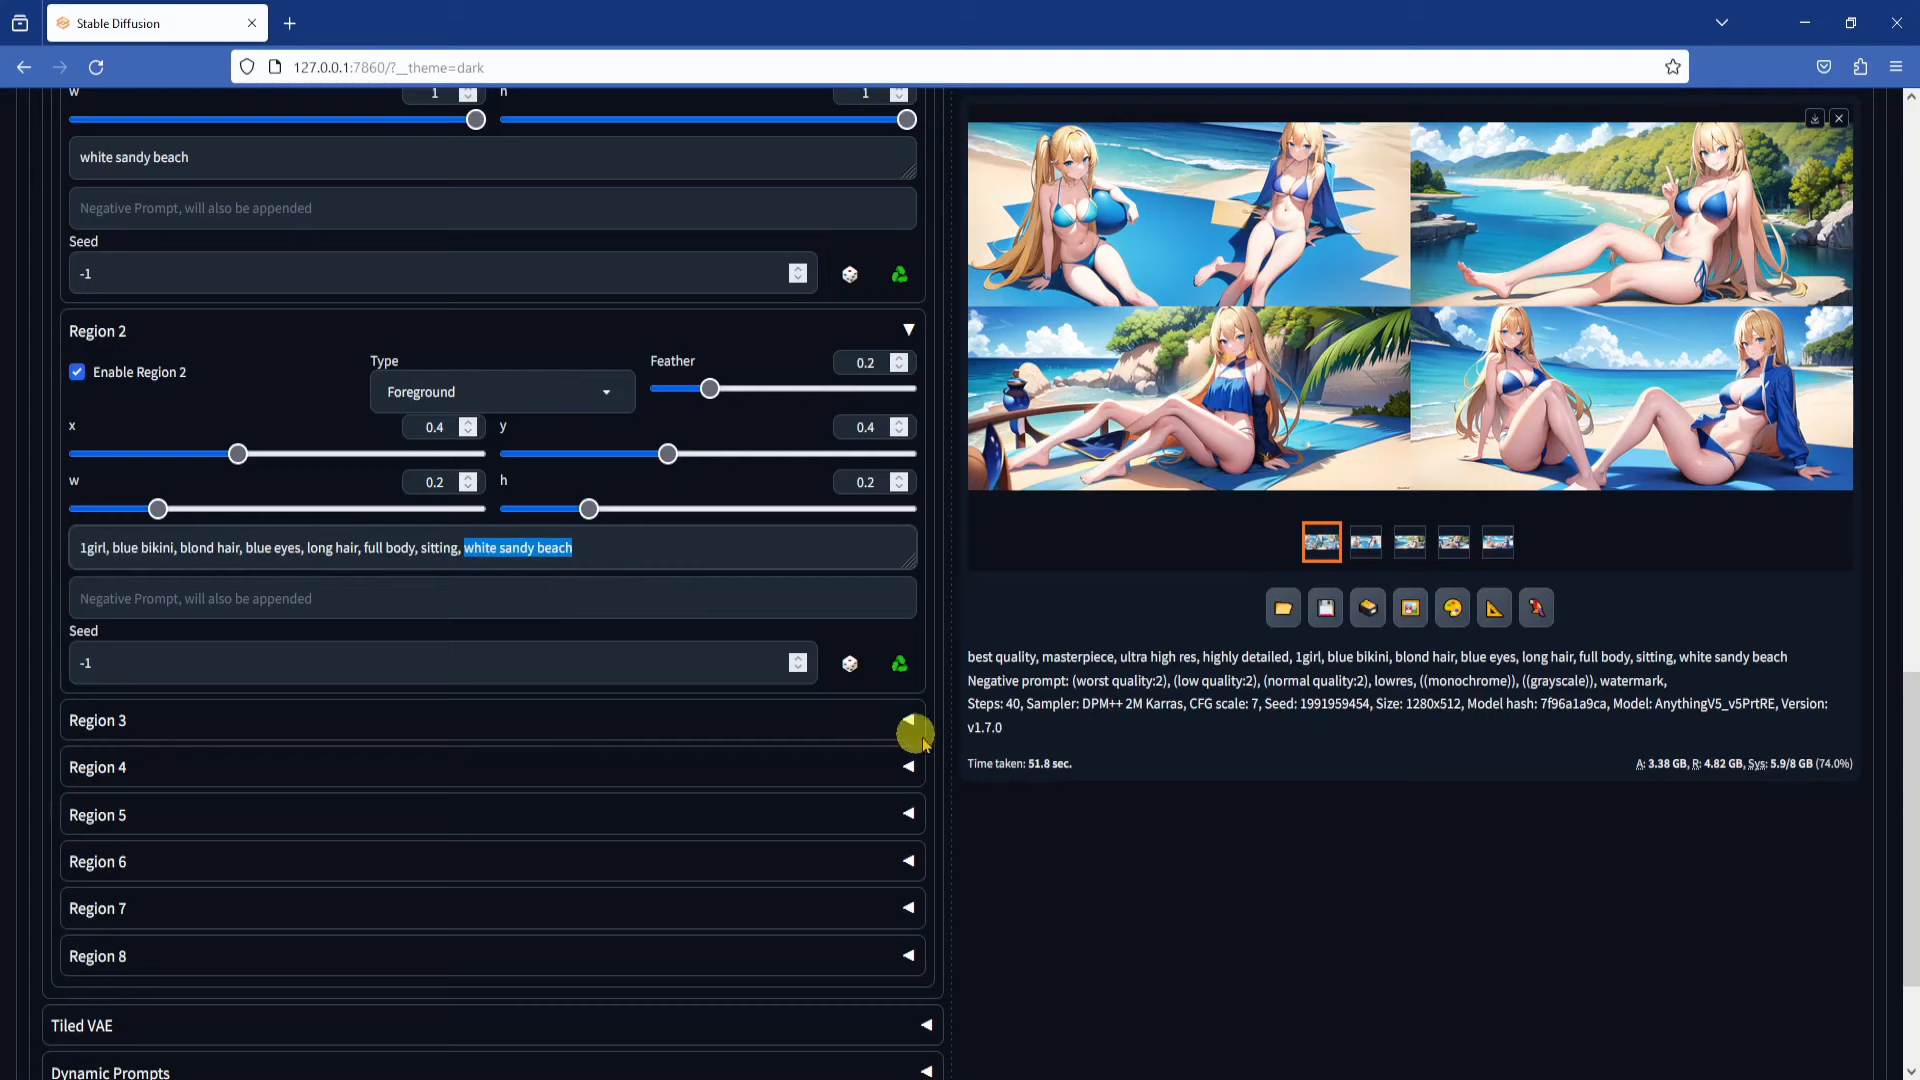 Stable Diffusion
127.0.0.1:7860/?__theme=dark
w 1 h 1
white sandy beach
Negative Prompt, will also be appended
Seed
-1
Region 2
Enable Region 2
Type
Foreground
Feather 0.2
x 0.4 y 0.4
w 0.2 h 0.2
1girl, blue bikini, blond hair, blue eyes, long hair, full body, sitting, white sandy beach
Negative Prompt, will also be appended
Seed
-1
Region 3
Region 4
Region 5
Region 6
Region 7
Region 8
Tiled VAE
Dynamic Prompts
best quality, masterpiece, ultra high res, highly detailed, 1girl, blue bikini, blond hair, blue eyes, long hair, full body, sitting, white sandy beach
Negative prompt: (worst quality:2), (low quality:2), (normal quality:2), lowres, ((monochrome)), ((grayscale)), watermark,
Steps: 40, Sampler: DPM++ 2M Karras, CFG scale: 7, Seed: 1991959454, Size: 1280x512, Model hash: 7f96a1a9ca, Model: AnythingV5_v5PrtRE, Version:
v1.7.0
Time taken: 51.8 sec.
A: 3.38 GB, R: 4.82 GB, Sys: 5.9/8 GB (74.0%)